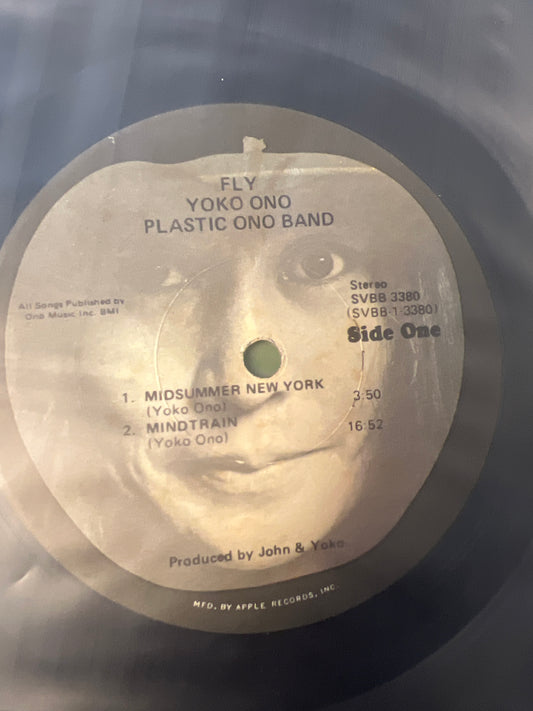 FLY
YOKO ONO
PLASTIC ONO BAND
All Songs Published by
Ono Music Inc. BMI
Stereo
SVBB 3380
(SVBB-1-3380)
Side One
1. MIDSUMMER NEW YORK 3:50
(Yoko Ono)
2. MINDTRAIN 16:52
(Yoko Ono)
Produced by John & Yoko
MFD. BY APPLE RECORDS, INC.